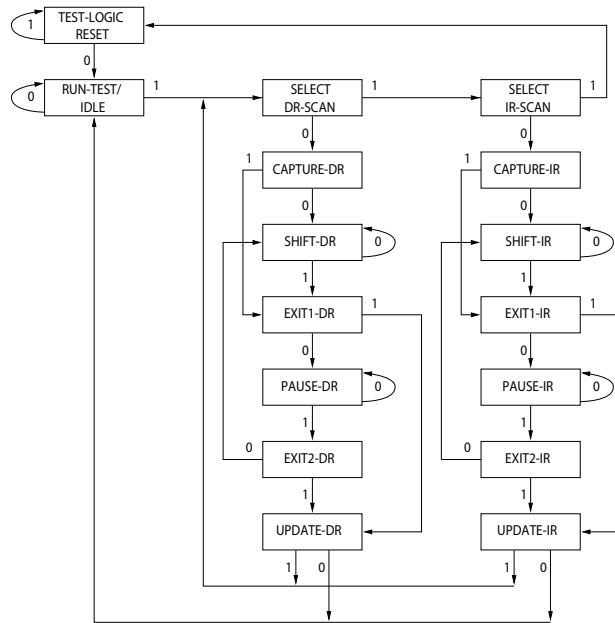 TEST-LOGIC
RESET
1
0
RUN-TEST/
IDLE
0
1
SELECT
DR-SCAN
1
SELECT
IR-SCAN
1
0
0
CAPTURE-DR
1
CAPTURE-IR
1
0
0
SHIFT-DR
0
SHIFT-IR
0
1
1
EXIT1-DR
1
EXIT1-IR
1
0
0
PAUSE-DR
0
PAUSE-IR
0
1
1
EXIT2-DR
0
EXIT2-IR
0
1
1
UPDATE-DR
UPDATE-IR
1
0
1
0